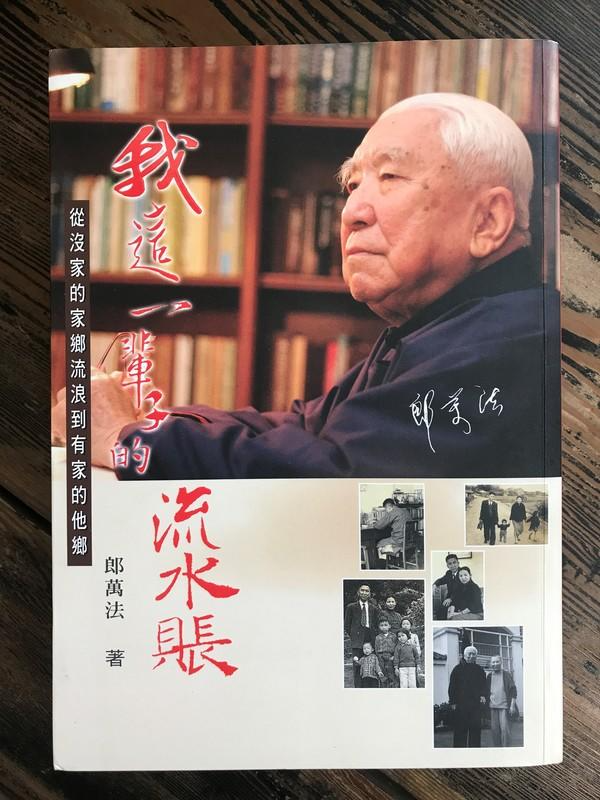 我這一輩子的
流水賬
從沒家的家鄉流浪到有家的他鄉
郎萬法 著
郎萬法